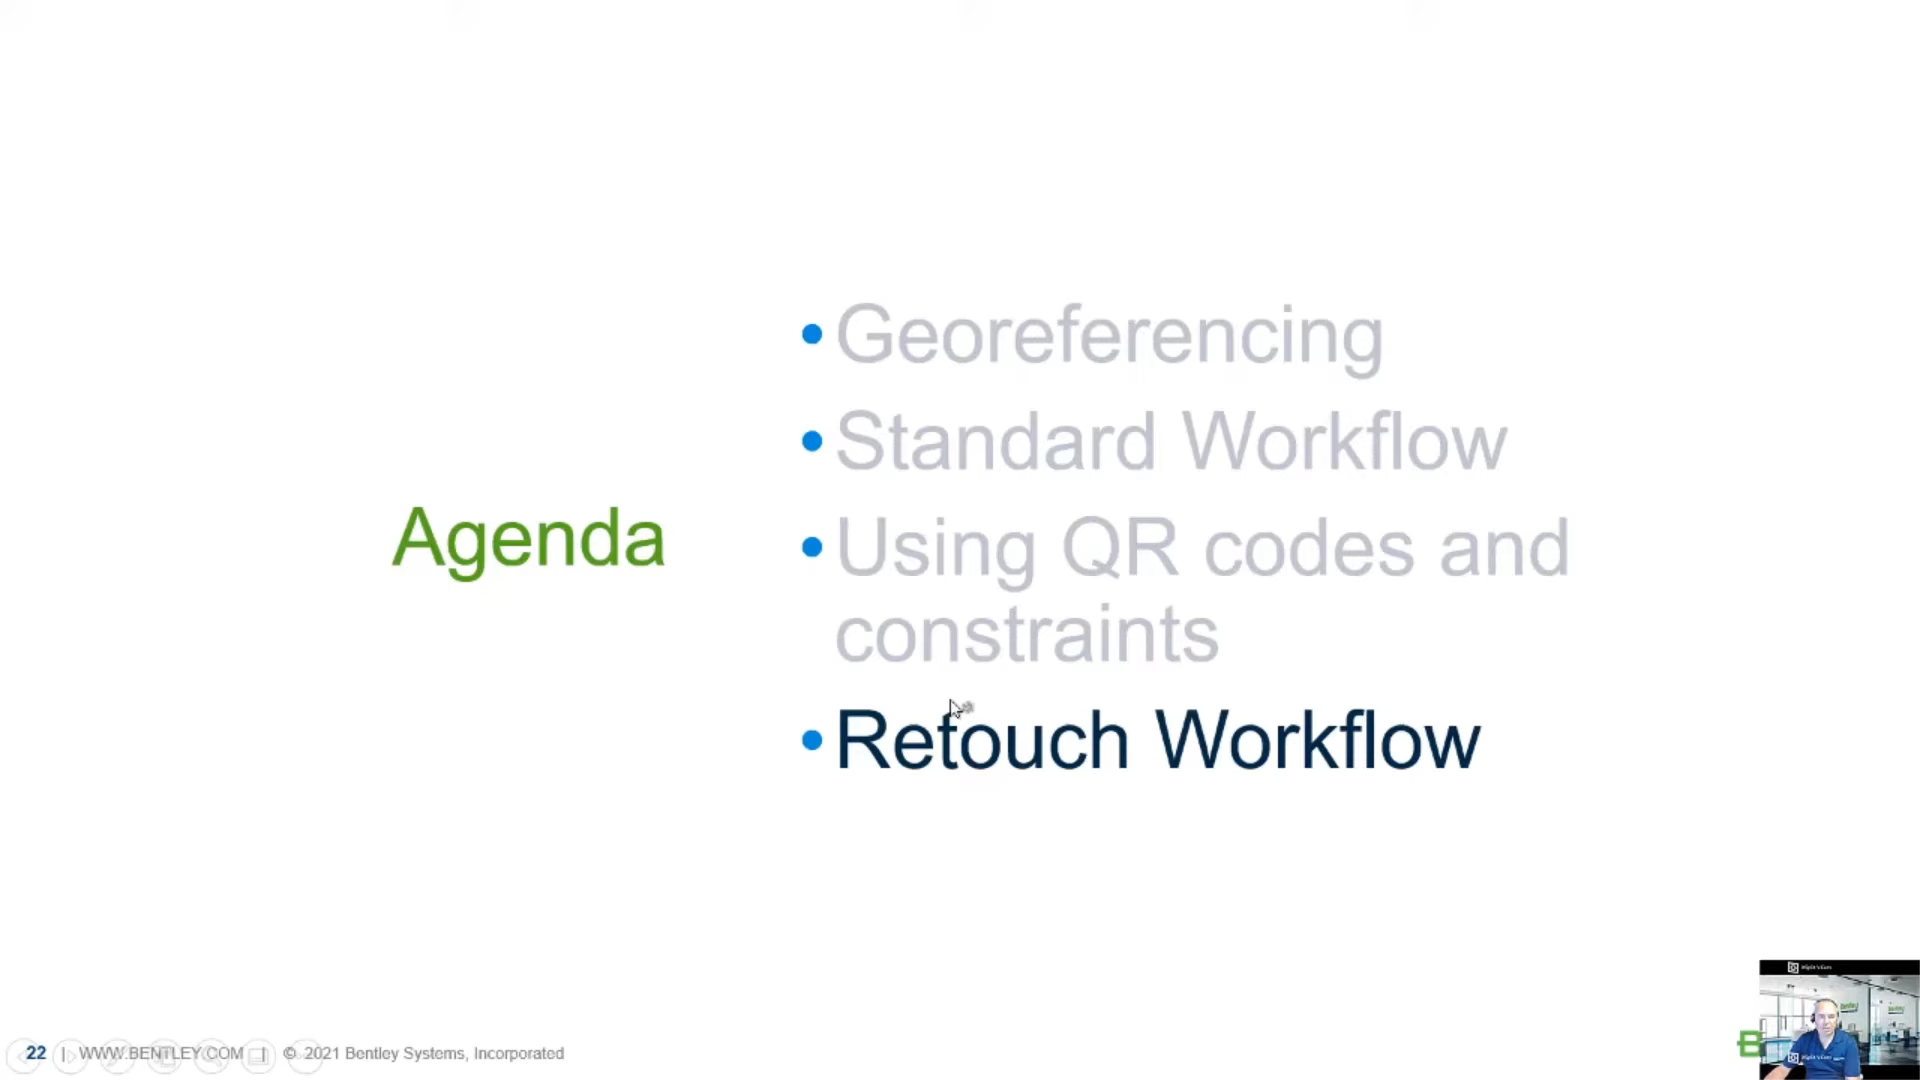 Agenda
• Georeferencing
• Standard Workflow
• Using QR codes and
constraints
• Retouch Workflow
22 | WWW.BENTLEY.COM | © 2021 Bentley Systems, Incorporated